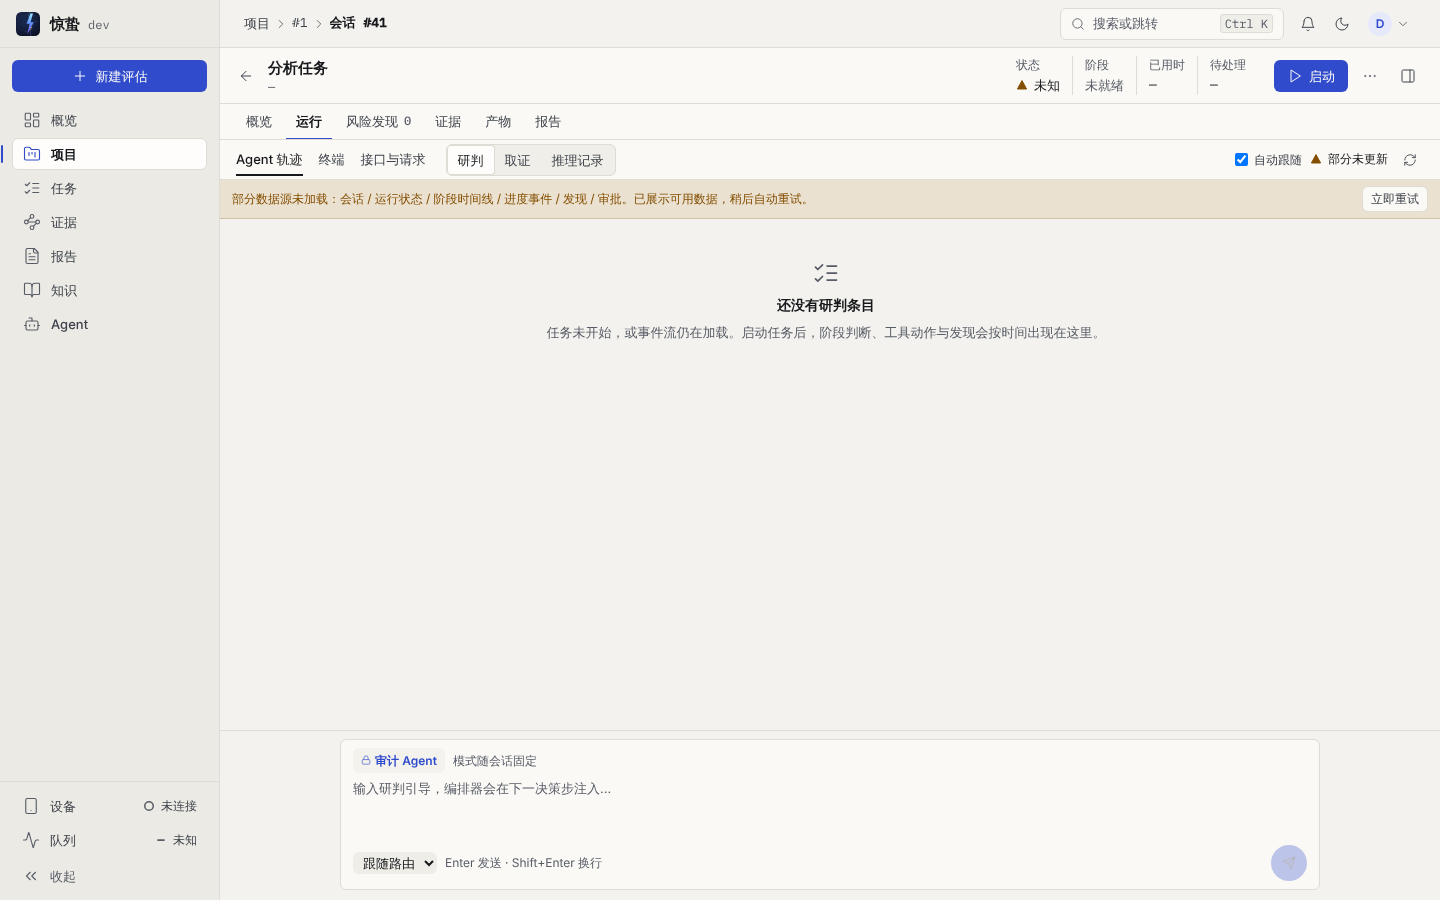 惊蛰 dev
项目 > #1 > 会话 #41
搜索或跳转 Ctrl K
D
新建评估
概览
项目
任务
证据
报告
知识
Agent
分析任务
—
状态 阶段 已用时 待处理
未知 未就绪 — —
启动
概览 运行 风险发现 0 证据 产物 报告
Agent 轨迹 终端 接口与请求 研判 取证 推理记录
自动跟随 部分未更新
部分数据源未加载：会话 / 运行状态 / 阶段时间线 / 进度事件 / 发现 / 审批。已展示可用数据，稍后自动重试。 立即重试
还没有研判条目
任务未开始，或事件流仍在加载。启动任务后，阶段判断、工具动作与发现会按时间出现在这里。
审计 Agent 模式随会话固定
输入研判引导，编排器会在下一决策步注入...
跟随路由 Enter 发送 · Shift+Enter 换行
设备 未连接
队列 — 未知
收起